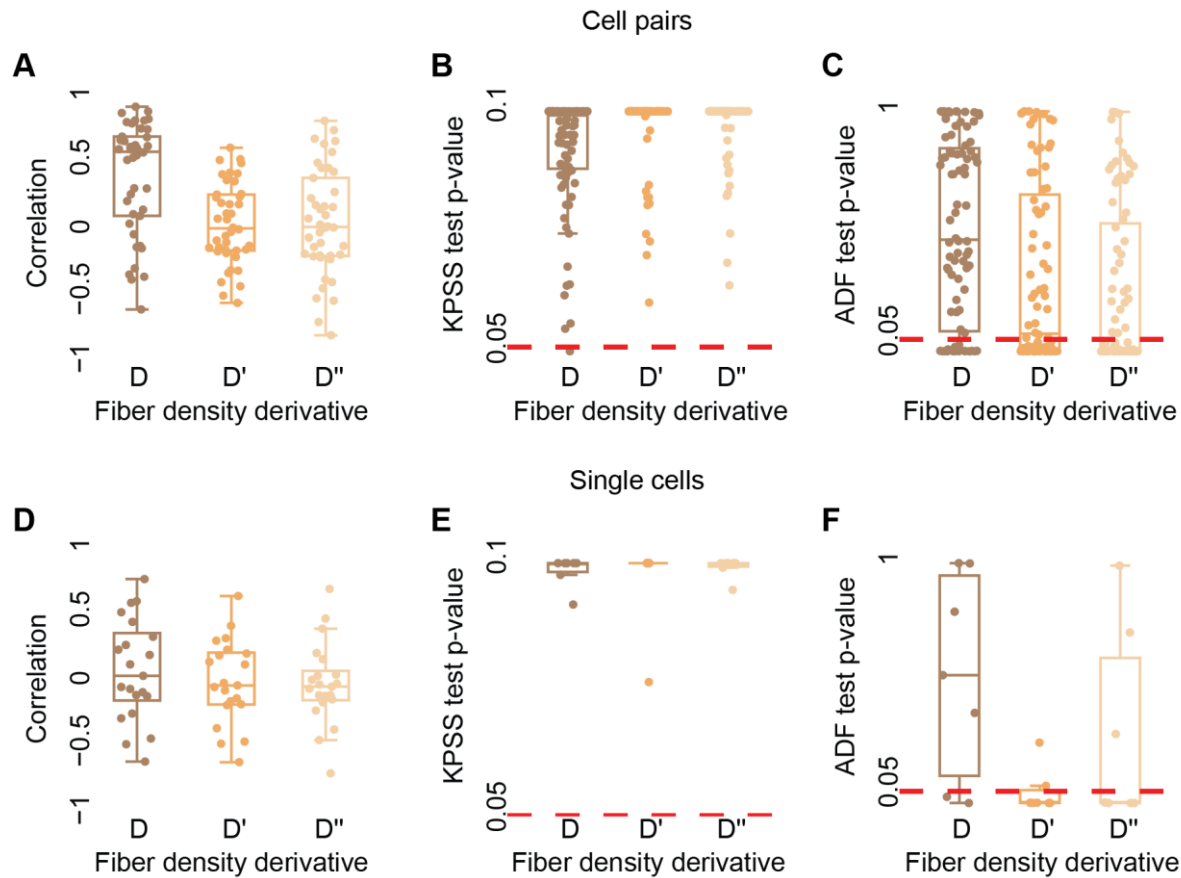 Cell pairs
A
B
C
Correlation
1
0.5
0
−0.5
−1
D
D'
D"
Fiber density derivative
KPSS test p-value
0.1
0.05
D
D'
D"
Fiber density derivative
ADF test p-value
1
0.05
D
D'
D"
Fiber density derivative
Single cells
D
E
F
Correlation
1
0.5
0
−0.5
−1
D
D'
D"
Fiber density derivative
KPSS test p-value
0.1
0.05
D
D'
D"
Fiber density derivative
ADF test p-value
1
0.05
D
D'
D"
Fiber density derivative